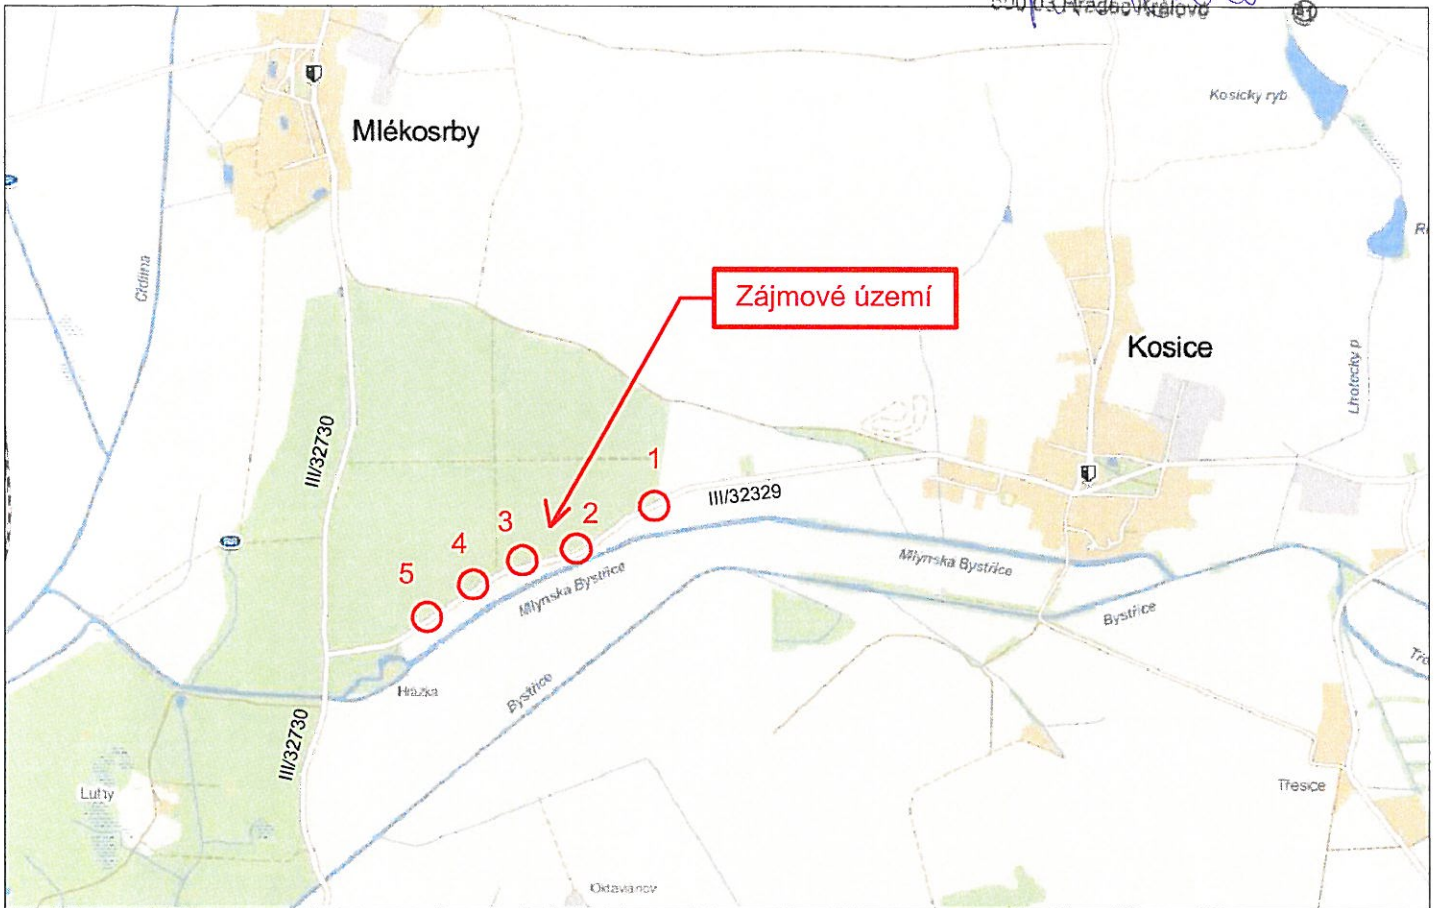 Kosický ryb.
Mlékosrby
Cidlina
Zájmové území
Kosice
Lhotecký p.
III/32730
1
III/32329
2
3
4
5
Mlýnská Bystřice
Mlýnská Bystřice
Bystřice
Bystřice
Hrázka
III/32730
Luhy
Třesice
Oktaviánov